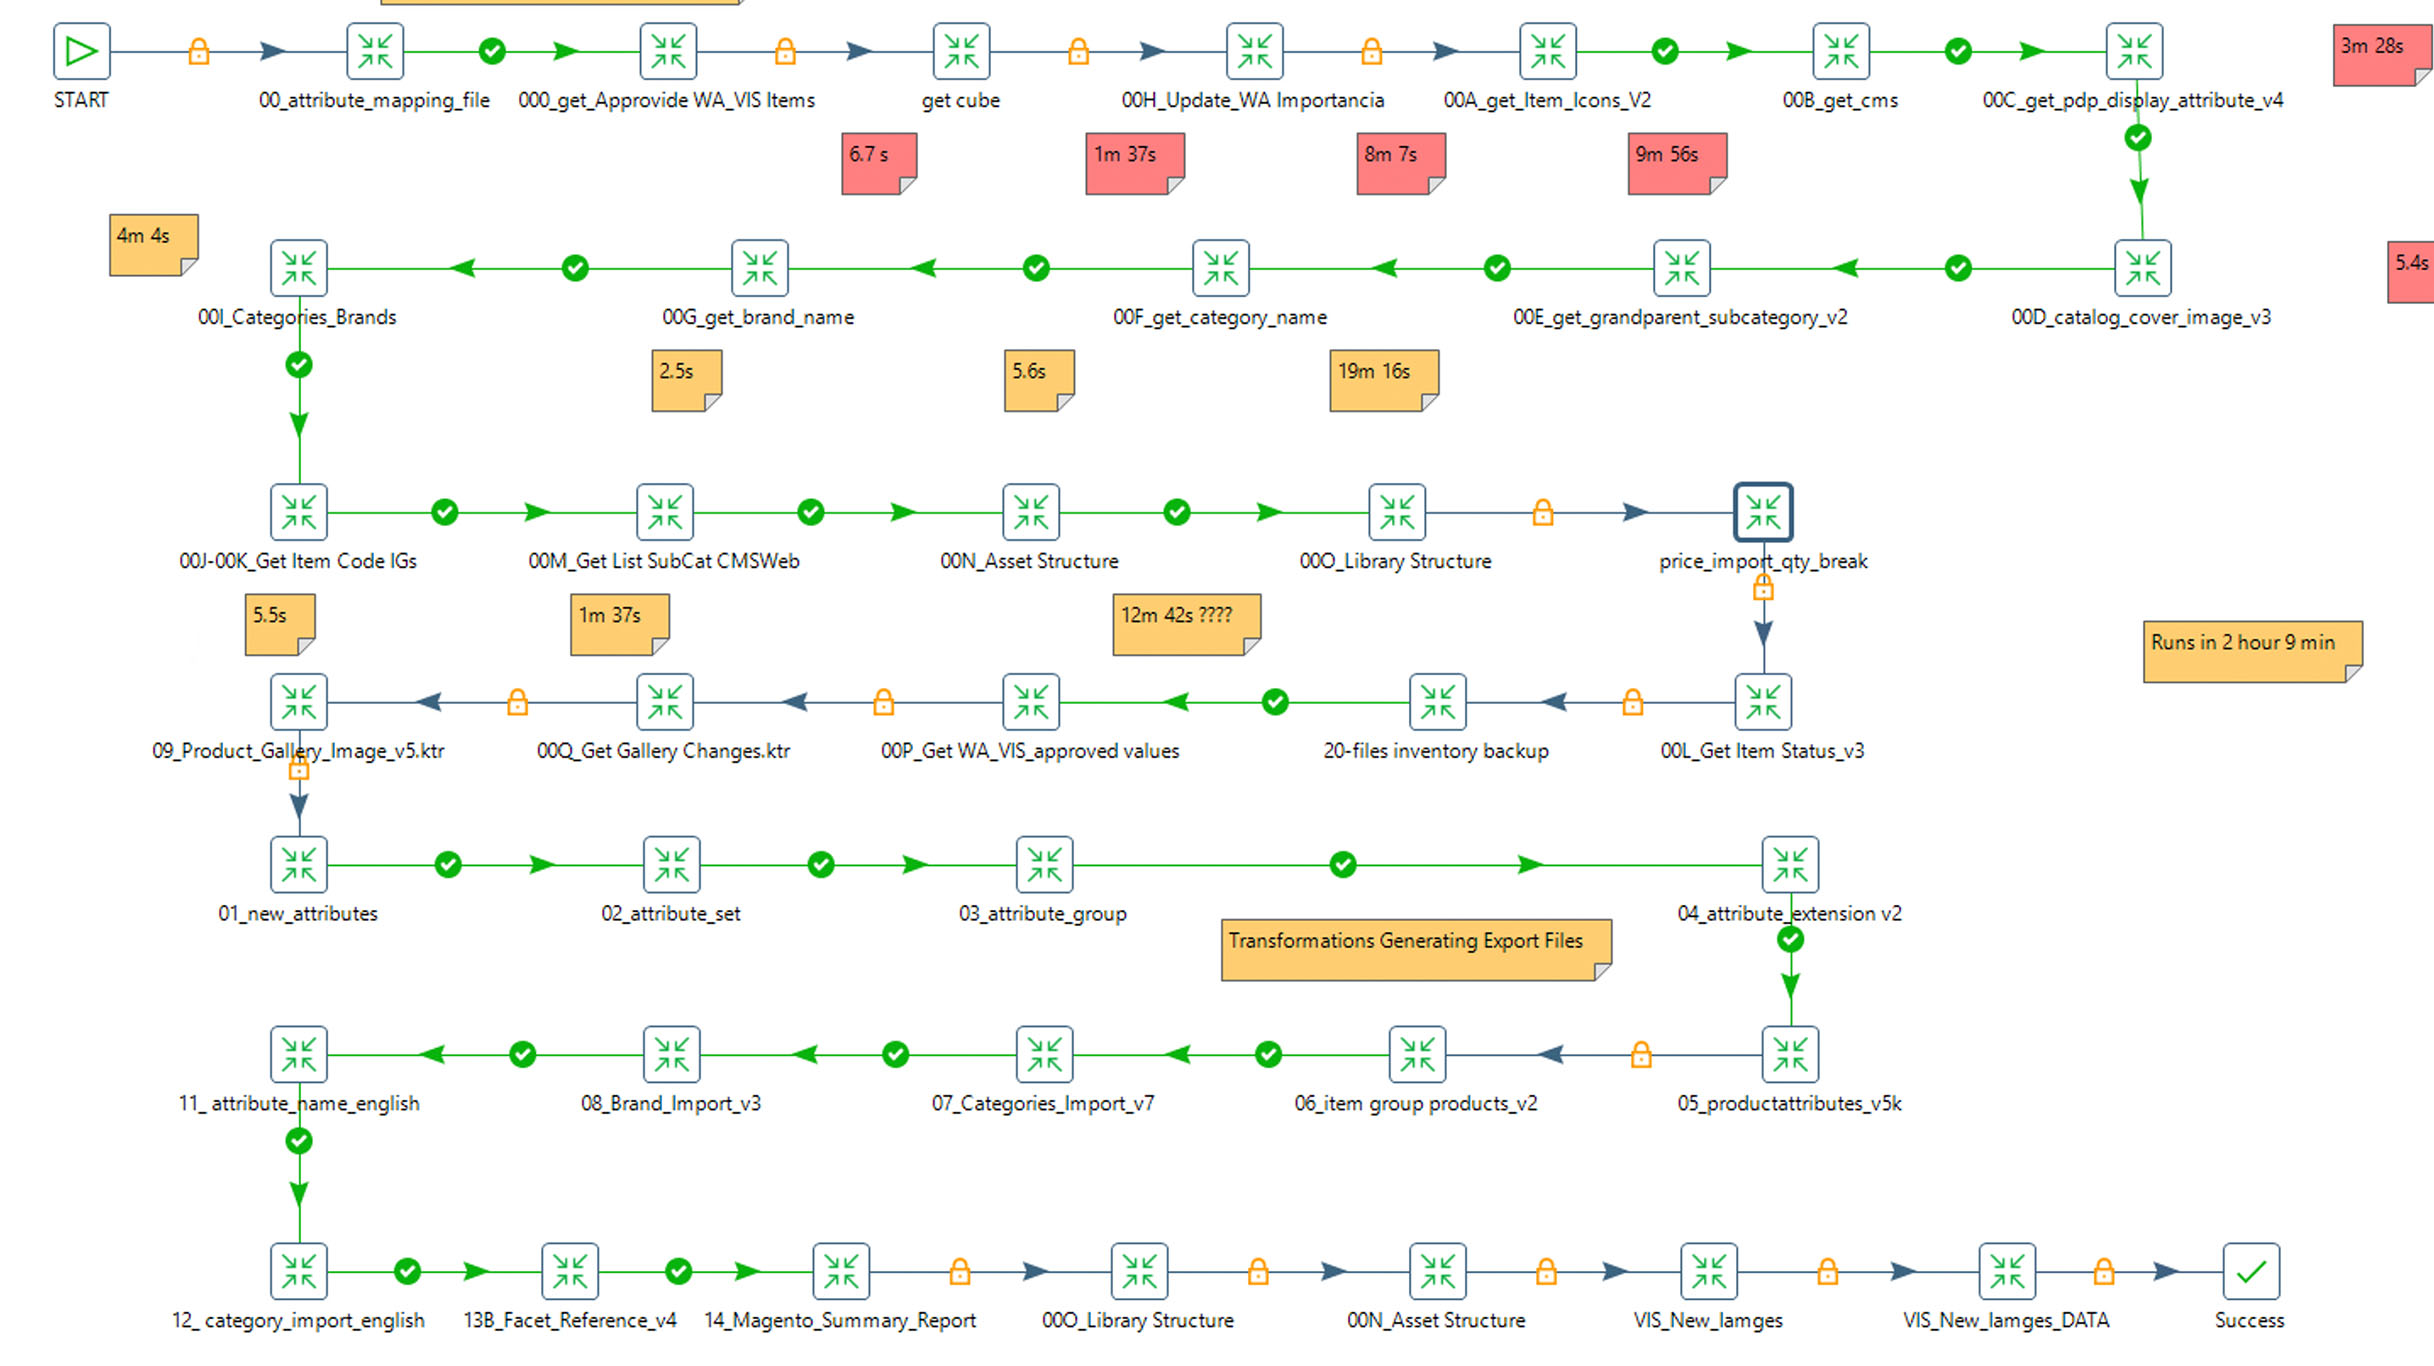 START
00_attribute_mapping_file
000_get_Approvide WA_VIS Items
get cube
00H_Update_WA Importancia
00A_get_Item_Icons_V2
00B_get_cms
00C_get_pdp_display_attribute_v4
3m 28s
6.7 s
1m 37s
8m 7s
9m 56s
4m 4s
5.4s
00I_Categories_Brands
00G_get_brand_name
00F_get_category_name
00E_get_grandparent_subcategory_v2
00D_catalog_cover_image_v3
2.5s
5.6s
19m 16s
00J-00K_Get Item Code IGs
00M_Get List SubCat CMSWeb
00N_Asset Structure
00O_Library Structure
price_import_qty_break
5.5s
1m 37s
12m 42s ????
Runs in 2 hour 9 min
09_Product_Gallery_Image_v5.ktr
00Q_Get Gallery Changes.ktr
00P_Get WA_VIS_approved values
20-files inventory backup
00L_Get Item Status_v3
01_new_attributes
02_attribute_set
03_attribute_group
04_attribute_extension v2
Transformations Generating Export Files
11_ attribute_name_english
08_Brand_Import_v3
07_Categories_Import_v7
06_item group products_v2
05_productattributes_v5k
12_ category_import_english
13B_Facet_Reference_v4
14_Magento_Summary_Report
00O_Library Structure
00N_Asset Structure
VIS_New_Iamges
VIS_New_Iamges_DATA
Success